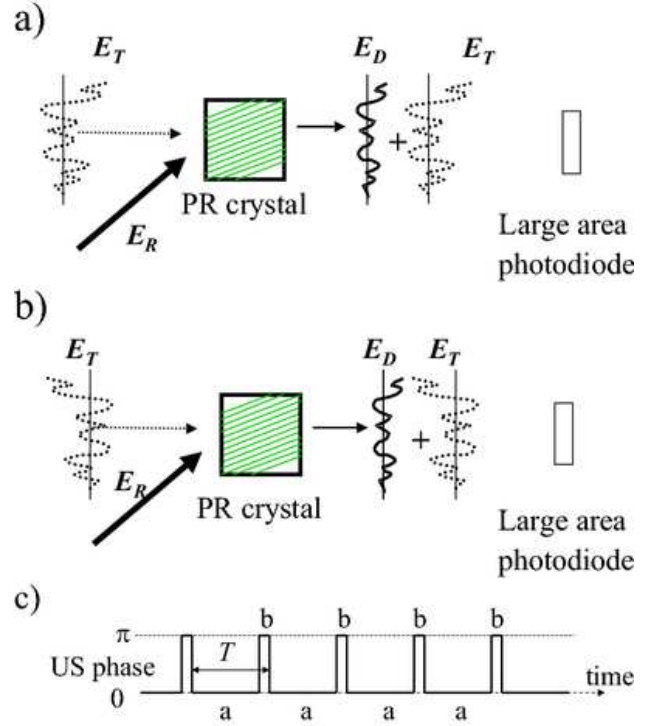 a)
E_T
E_D
E_T
+
PR crystal
E_R
Large area
photodiode
b)
E_T
E_D
E_T
+
E_R
PR crystal
Large area
photodiode
c)
b b b b
π
US phase
T
time
0
a a a a